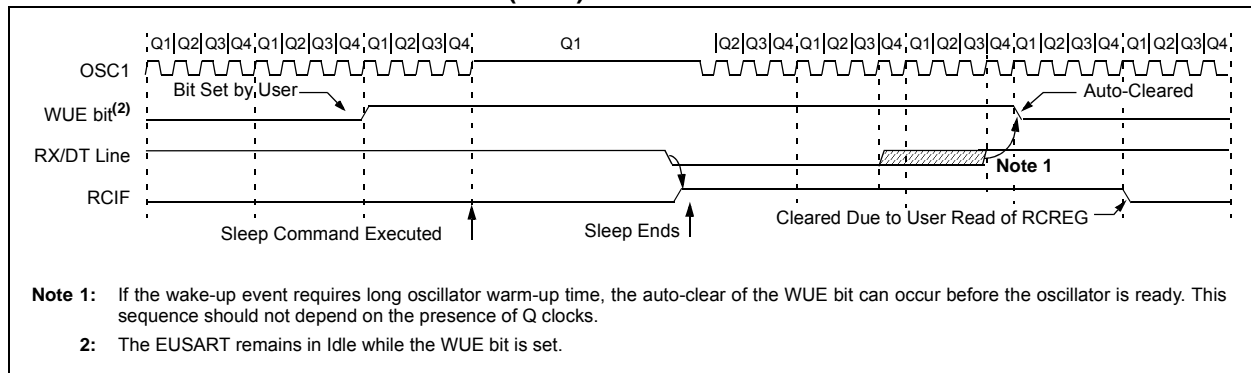 Q1 Q2 Q3 Q4 Q1 Q2 Q3 Q4 Q1 Q2 Q3 Q4 Q1 Q2 Q3 Q4 Q1 Q2 Q3 Q4 Q1 Q2 Q3 Q4 Q1 Q2 Q3 Q4 Q1 Q2 Q3 Q4
OSC1
Bit Set by User
Auto-Cleared
WUE bit(2)
RX/DT Line
Note 1
RCIF
Cleared Due to User Read of RCREG
Sleep Command Executed
Sleep Ends
Note 1: If the wake-up event requires long oscillator warm-up time, the auto-clear of the WUE bit can occur before the oscillator is ready. This
sequence should not depend on the presence of Q clocks.
2: The EUSART remains in Idle while the WUE bit is set.